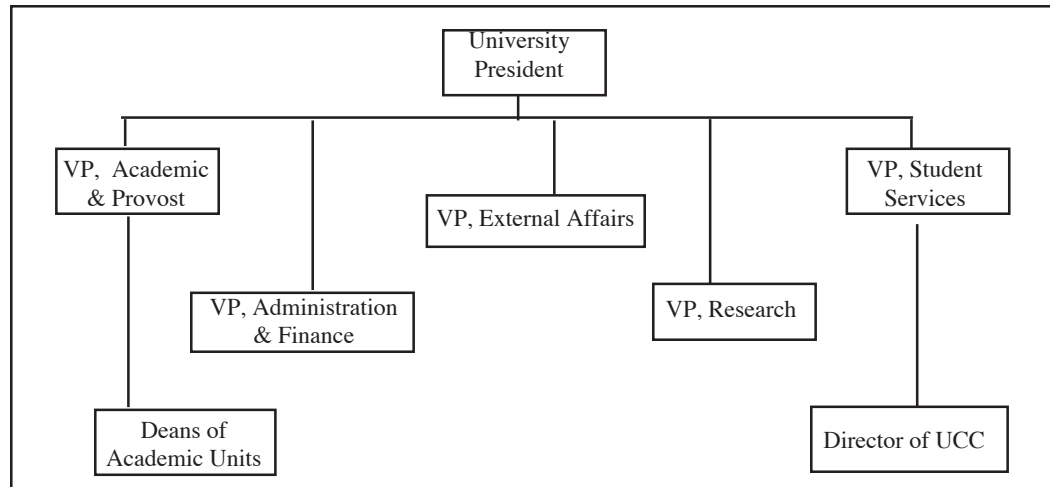 University
President
VP, Academic
& Provost
VP, Student
Services
VP, External Affairs
VP, Administration
& Finance
VP, Research
Deans of
Academic Units
Director of UCC